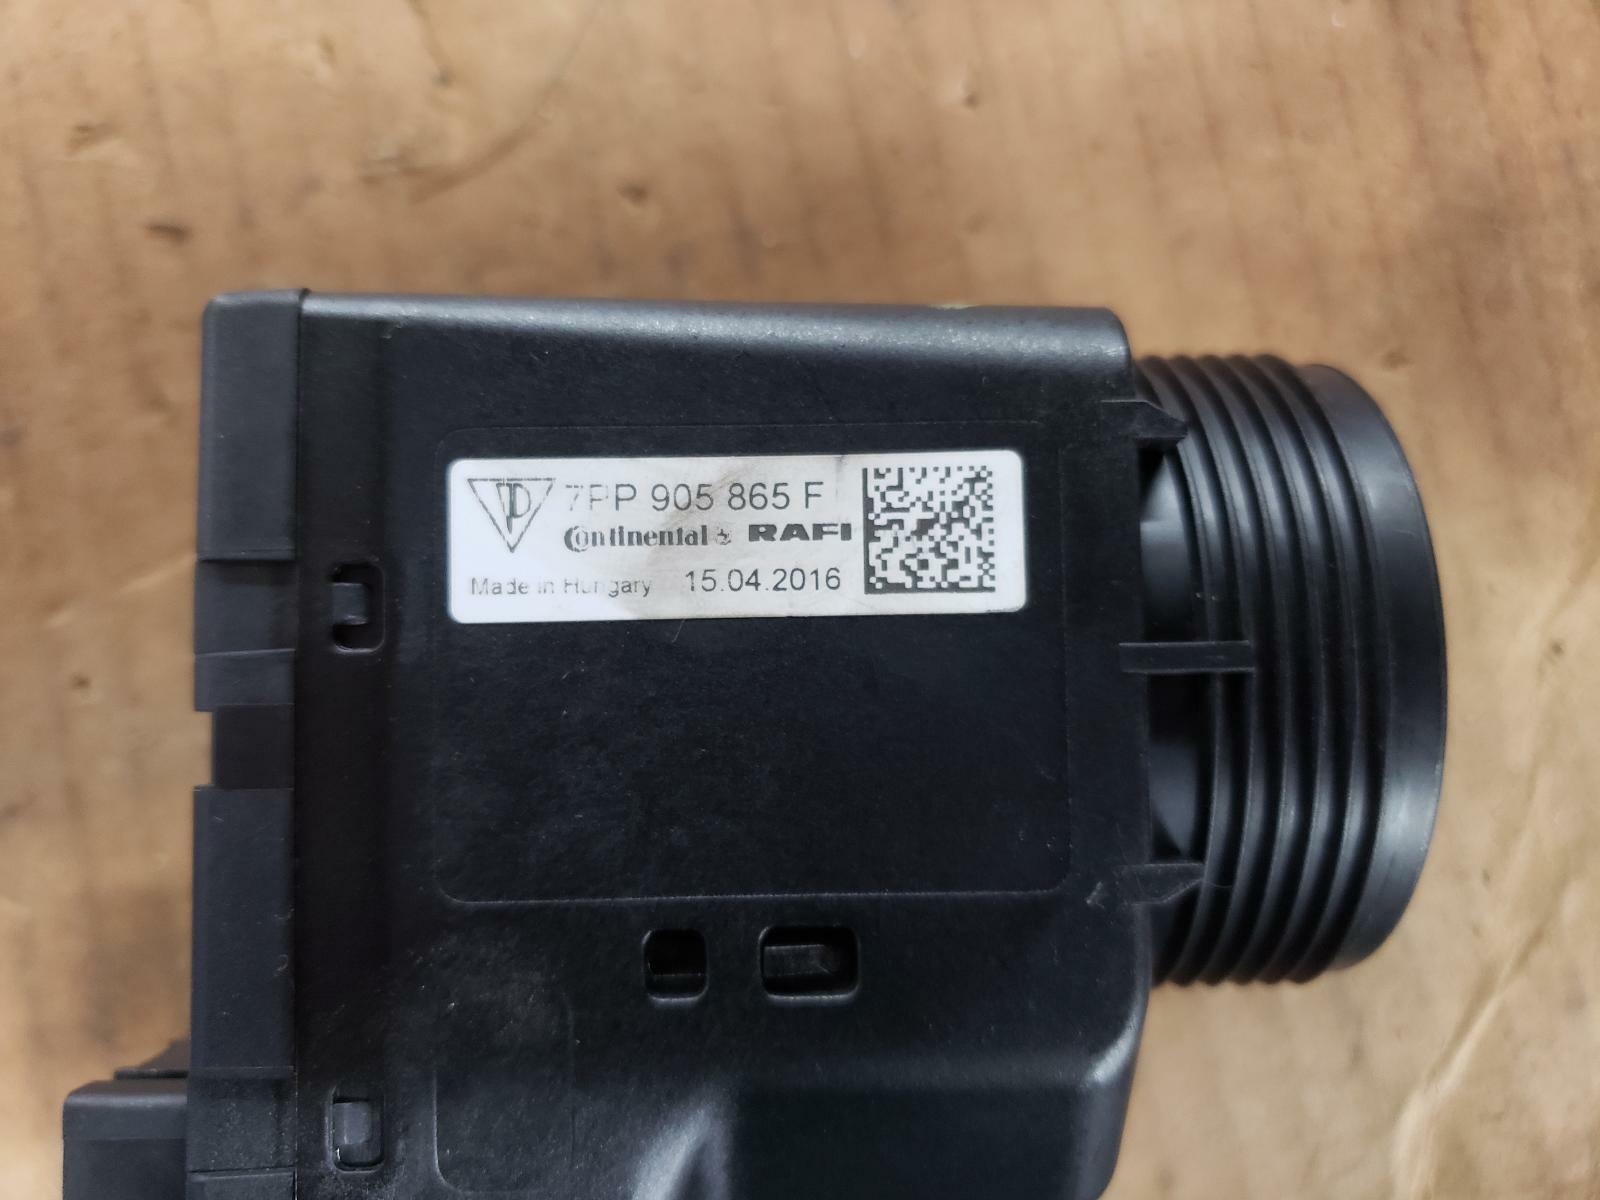 7PP 905 865 F
Continental RAFI
Made in Hungary 15.04.2016